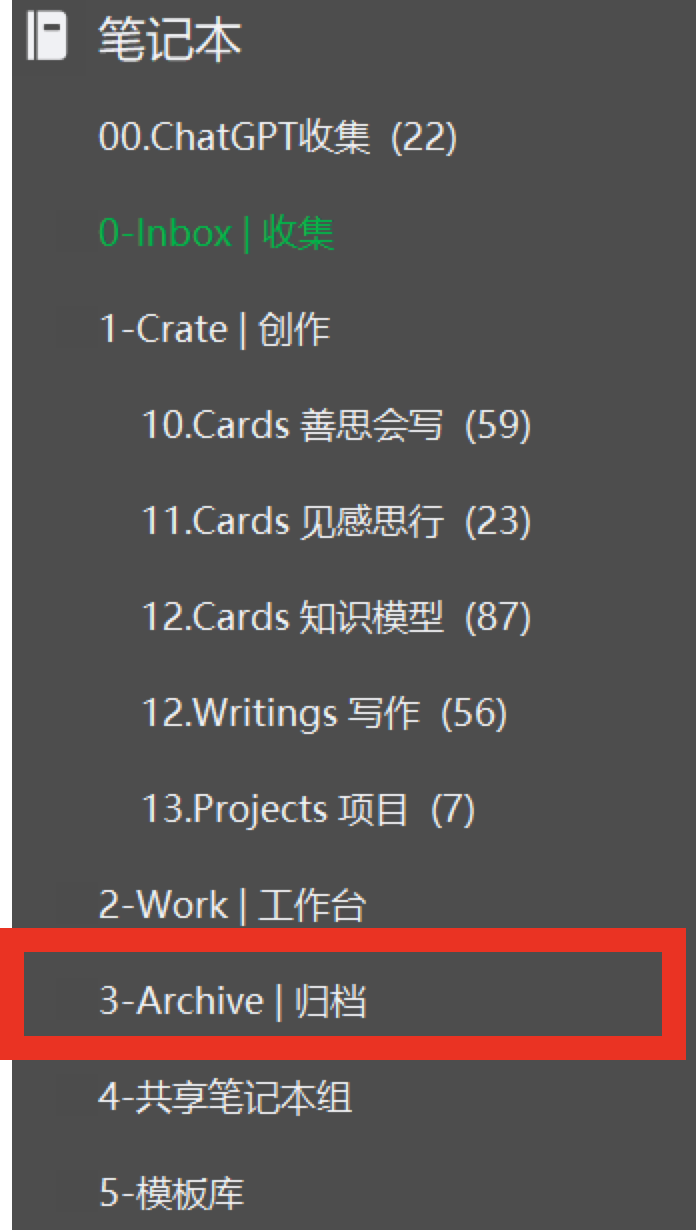 笔记本
00.ChatGPT收集 (22)
0-Inbox | 收集
1-Crate | 创作
10.Cards 善思会写 (59)
11.Cards 见感思行 (23)
12.Cards 知识模型 (87)
12.Writings 写作 (56)
13.Projects 项目 (7)
2-Work | 工作台
3-Archive | 归档
4-共享笔记本组
5-模板库